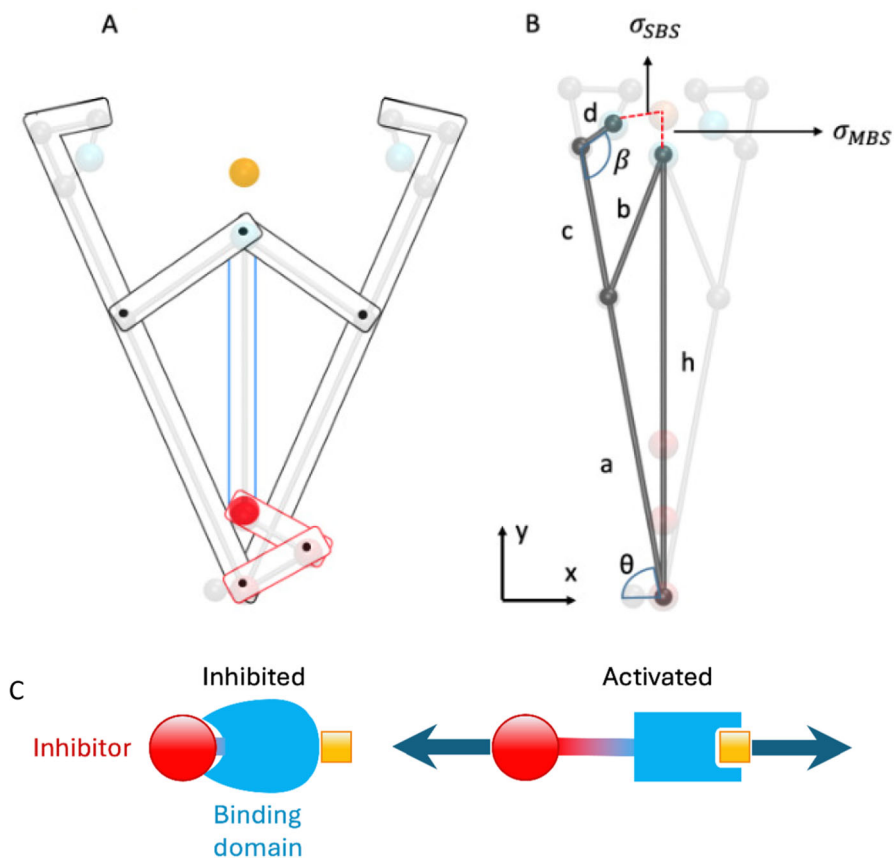 A
B
σ_SBS
d
σ_MBS
β
b
c
h
a
y
x
θ
C
Inhibited
Activated
Inhibitor
Binding
domain